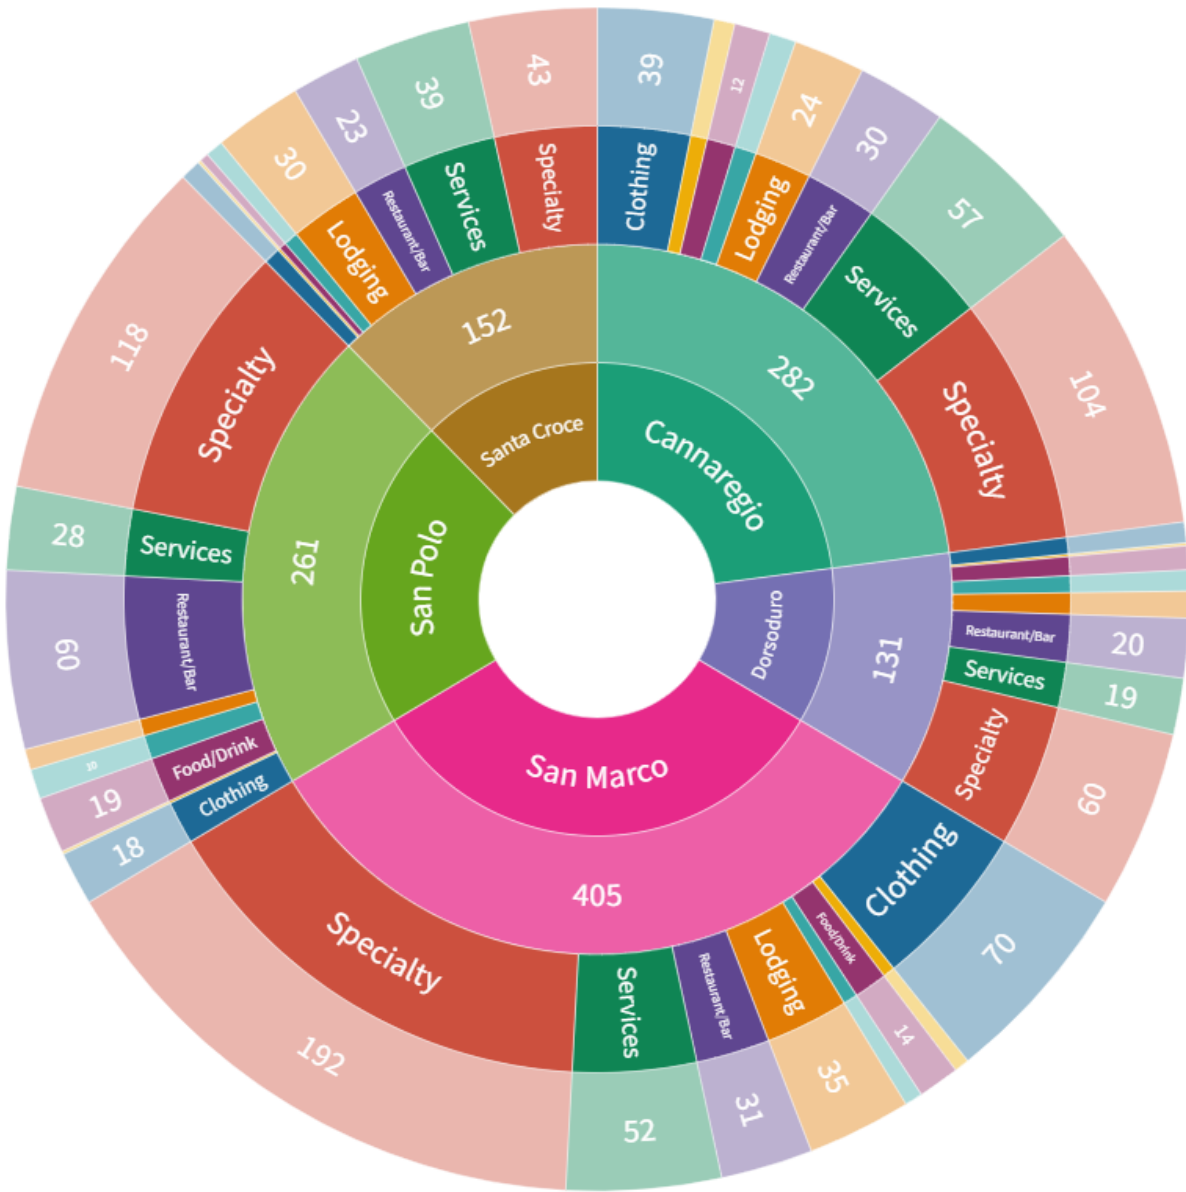 Cannaregio
282
Clothing
39
12
Lodging
24
Restaurant/Bar
30
Services
57
Specialty
104
Dorsoduro
131
Restaurant/Bar
20
Services
19
Specialty
60
San Marco
405
Clothing
70
Food/Drink
14
Lodging
35
Restaurant/Bar
31
Services
52
Specialty
192
San Polo
261
Clothing
18
Food/Drink
19
10
Restaurant/Bar
60
Services
28
Specialty
118
Santa Croce
152
Lodging
30
Restaurant/Bar
23
Services
39
Specialty
43